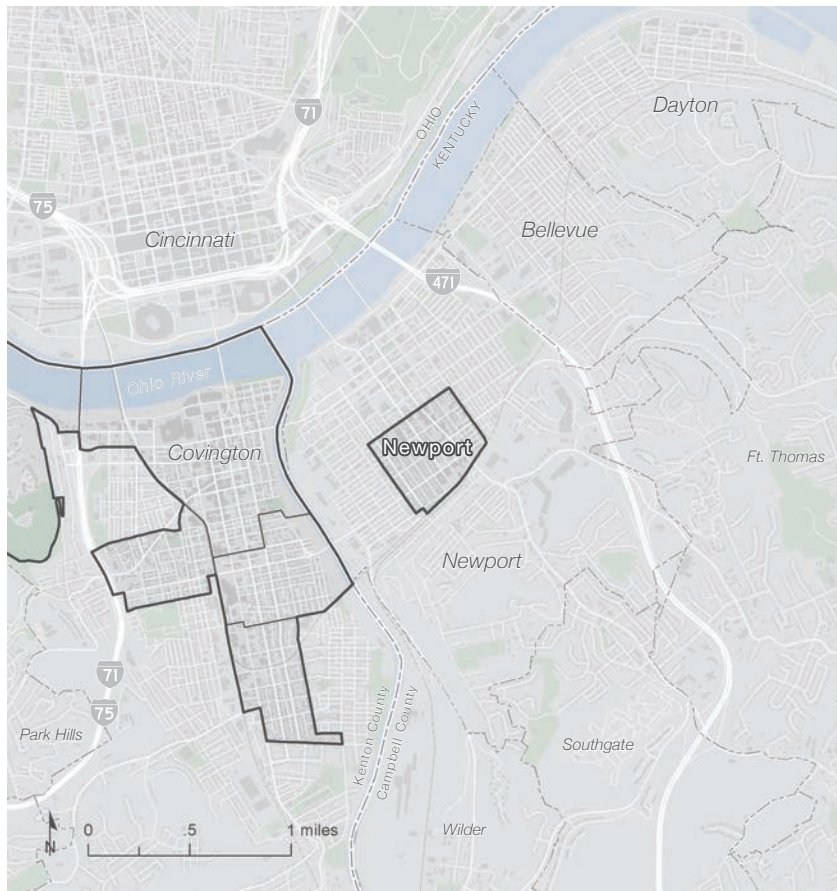 71
OHIO
KENTUCKY
Dayton
75
Cincinnati
Bellevue
471
Ohio River
Covington
Newport
Ft. Thomas
Newport
71
75
Park Hills
Kenton County
Campbell County
Southgate
Wilder
N
0 .5 1 miles